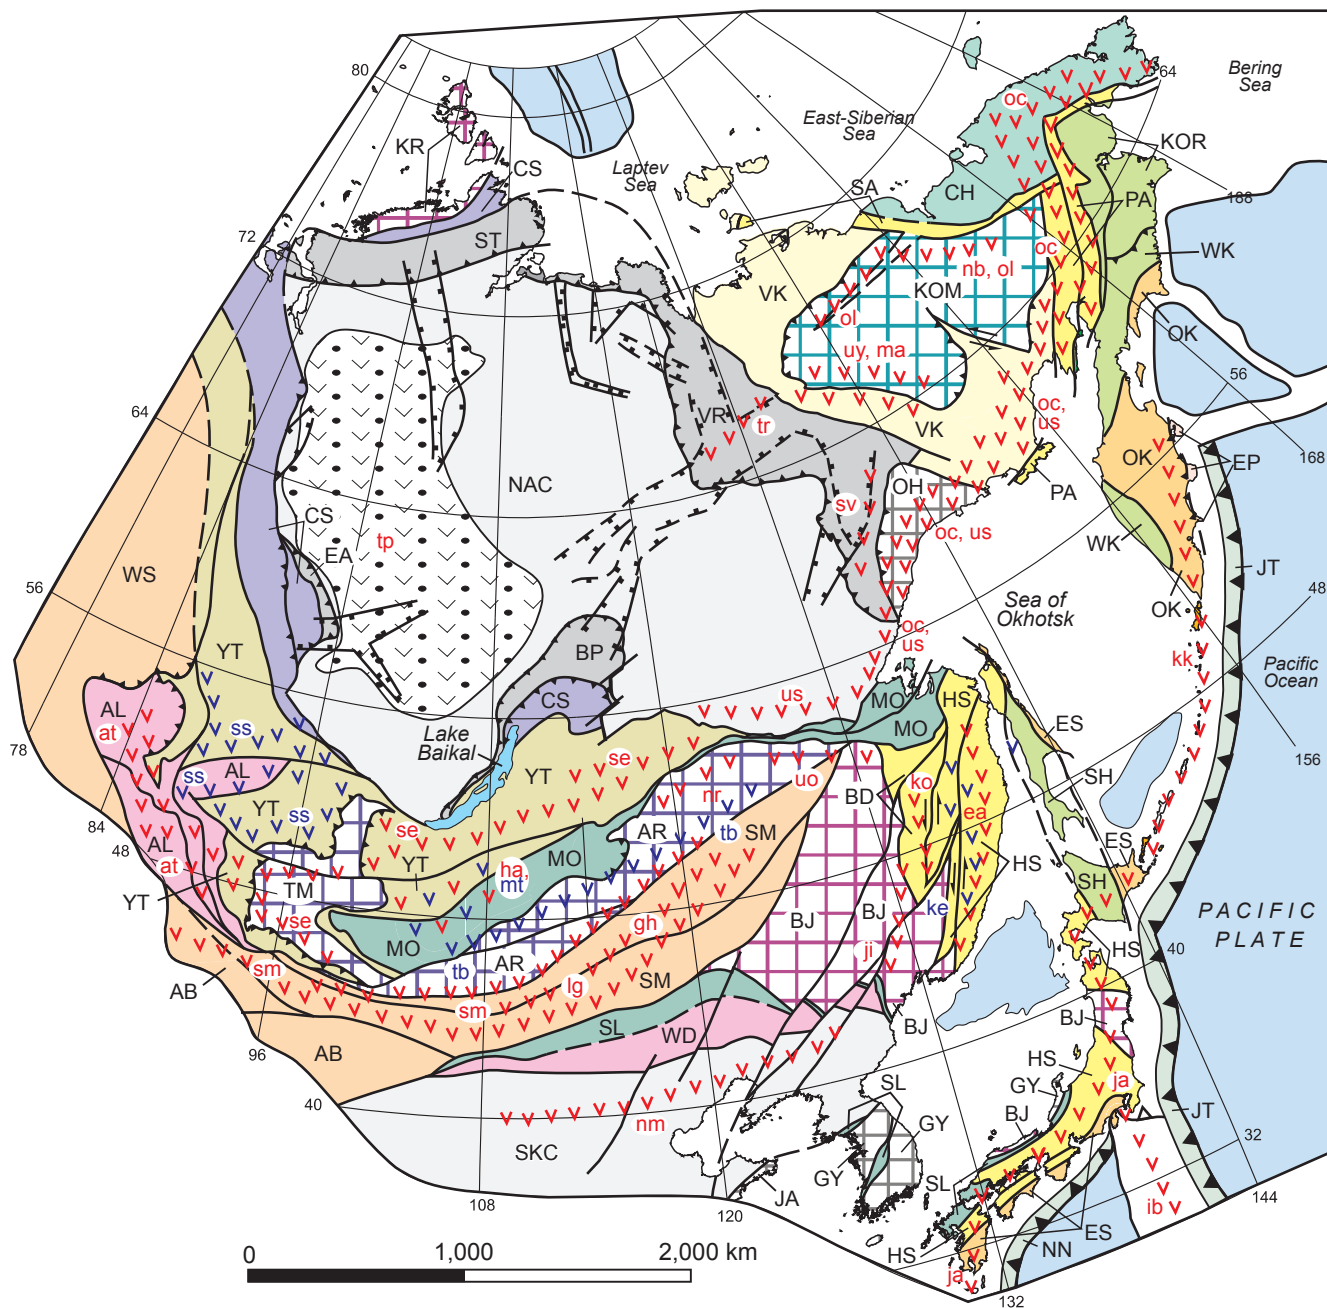 80
64
Bering
Sea
oc
East-Siberian
Sea
KR
CS
KOR
Laptev
Sea
SA
CH
PA
188
72
ST
oc
WK
nb, ol
VK
KOM
ol
OK
uy, ma
56
64
VR
tr
VK
oc,
us
168
OK
EP
NAC
OH
PA
CS
sv
tp
EA
oc, us
WK
WS
JT
56
48
OK
Sea of
Okhotsk
YT
oc,
us
BP
kk
Pacific
Ocean
AL
at
ss
CS
us
MO
HS
MO
ES
78
Lake
Baikal
se
156
YT
uo
SH
ss
AL
nr
ko
BD
YT
ss
ea
84
se
AR
tb
SM
48
AL
at
YT
MO
ha,
mt
HS
ES
TM
SH
YT
se
BJ
BJ
ke
PACIFIC
PLATE
MO
gh
HS
40
AB
sm
tb
AR
ji
lg
SM
sm
BJ
BJ
SL
WD
96
AB
HS
SL
GY
ja
40
BJ
JT
nm
GY
SKC
32
GY
SL
JA
ib
108
144
120
ES
0
1,000
2,000 km
HS
NN
ja
132